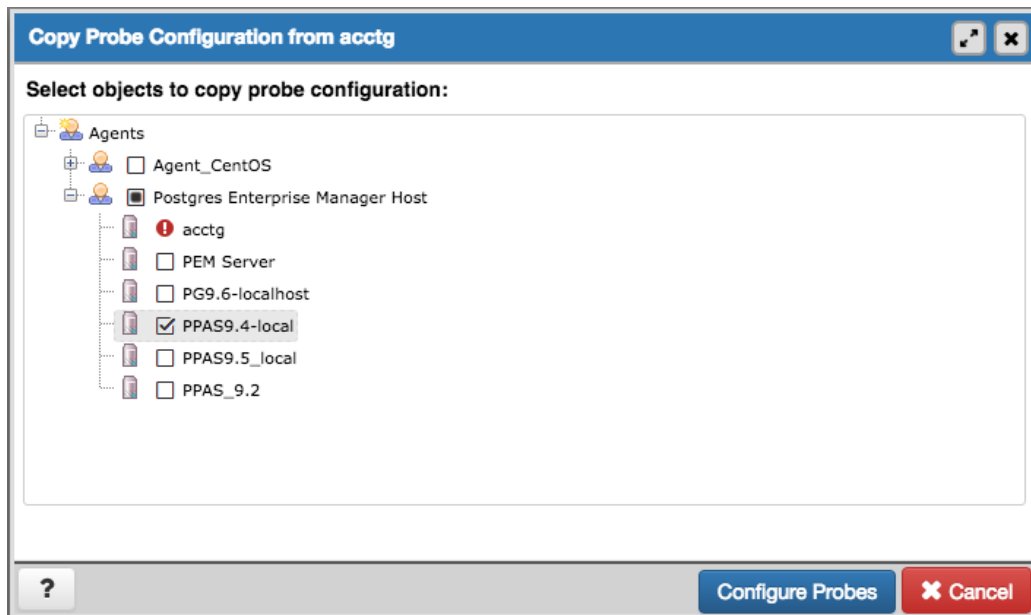 Copy Probe Configuration from acctg
Select objects to copy probe configuration:
Agents
Agent_CentOS
Postgres Enterprise Manager Host
acctg
PEM Server
PG9.6-localhost
PPAS9.4-local
PPAS9.5_local
PPAS_9.2
? Configure Probes Cancel